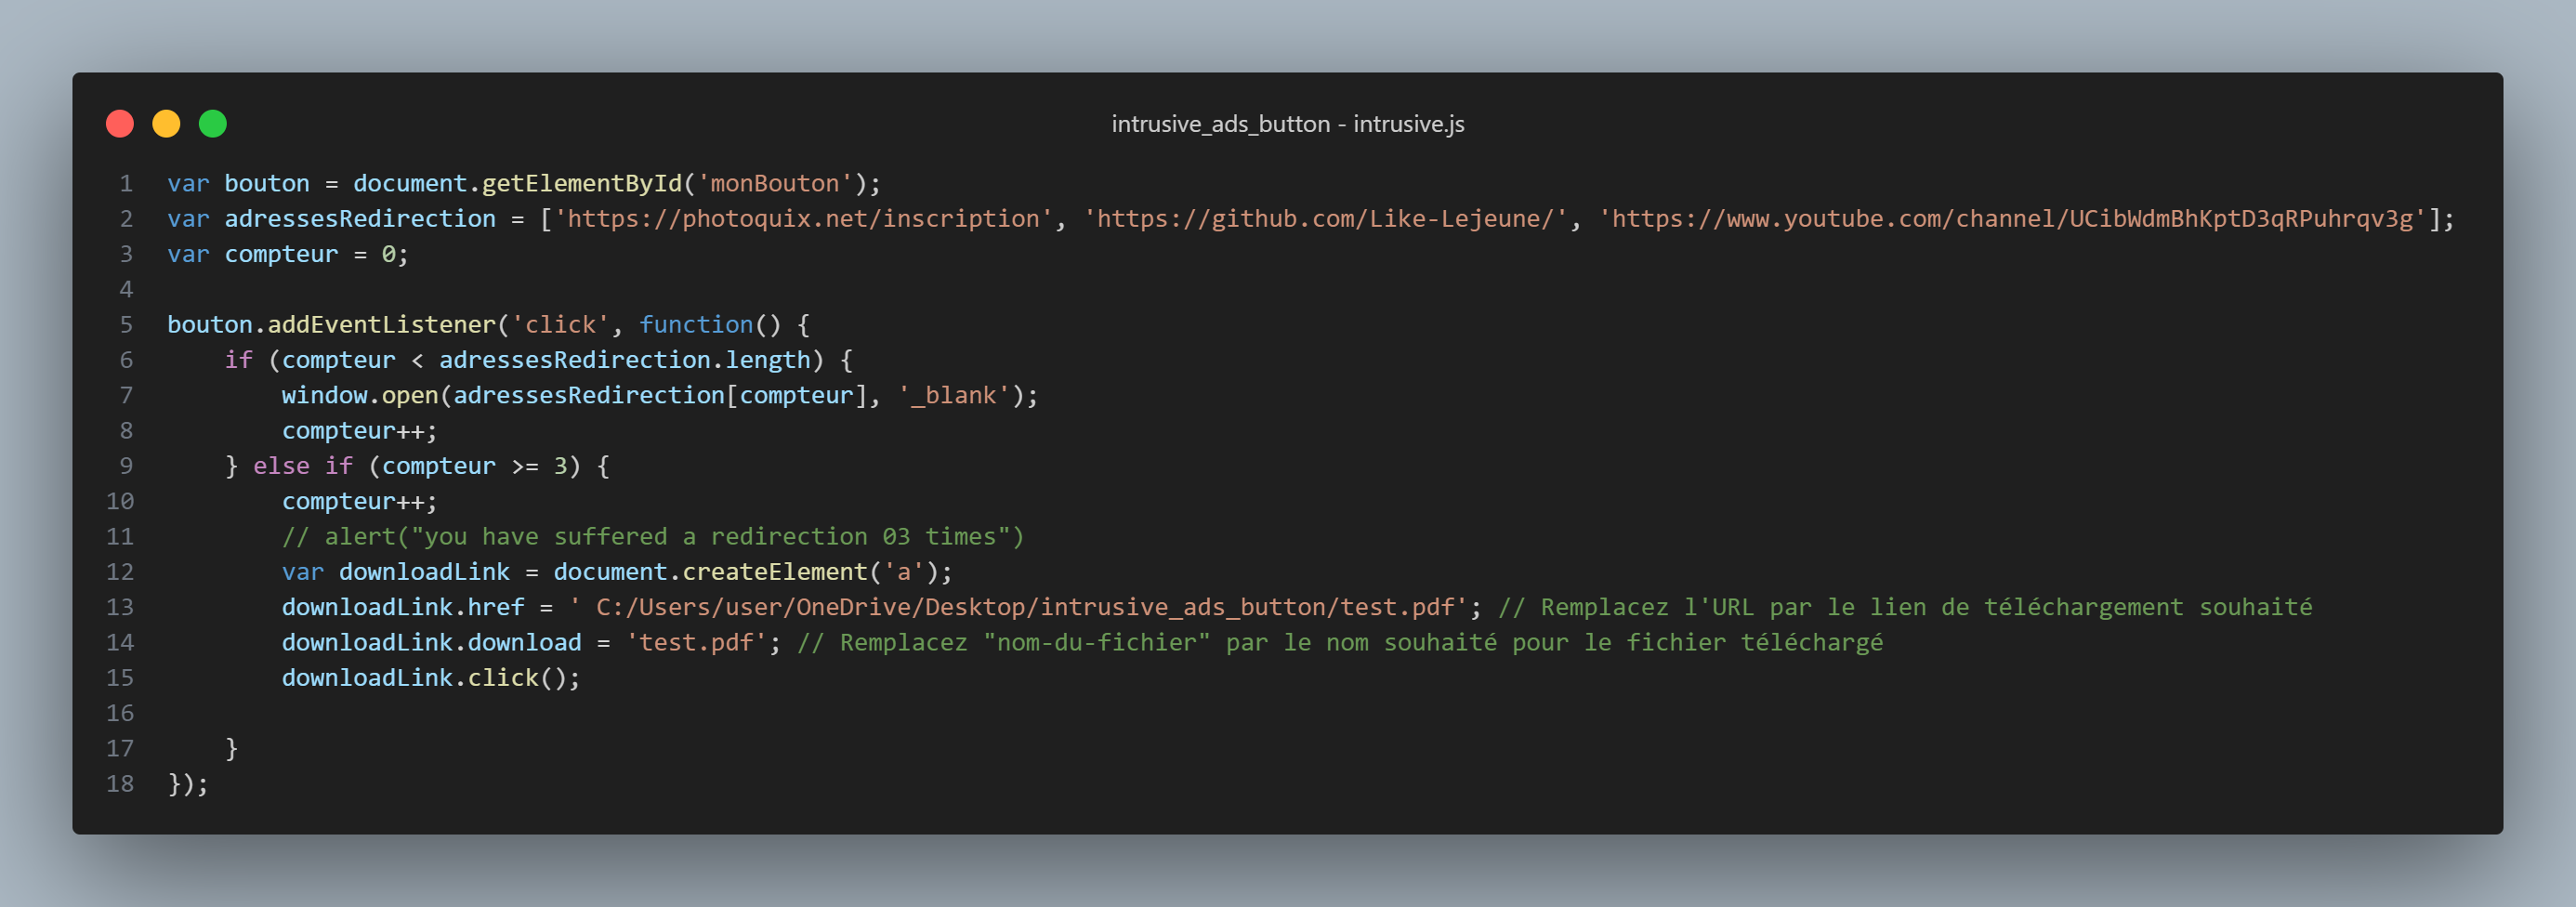 intrusive_ads_button - intrusive.js
1 var bouton = document.getElementById('monBouton');
2 var adressesRedirection = ['https://photoquix.net/inscription', 'https://github.com/Like-Lejeune/', 'https://www.youtube.com/channel/UCibWdmBhKptD3qRPuhrqv3g'];
3 var compteur = 0;
4
5 bouton.addEventListener('click', function() {
6     if (compteur < adressesRedirection.length) {
7         window.open(adressesRedirection[compteur], '_blank');
8         compteur++;
9     } else if (compteur >= 3) {
10         compteur++;
11         // alert("you have suffered a redirection 03 times")
12         var downloadLink = document.createElement('a');
13         downloadLink.href = ' C:/Users/user/OneDrive/Desktop/intrusive_ads_button/test.pdf'; // Remplacez l'URL par le lien de téléchargement souhaité
14         downloadLink.download = 'test.pdf'; // Remplacez "nom-du-fichier" par le nom souhaité pour le fichier téléchargé
15         downloadLink.click();
16
17     }
18 });